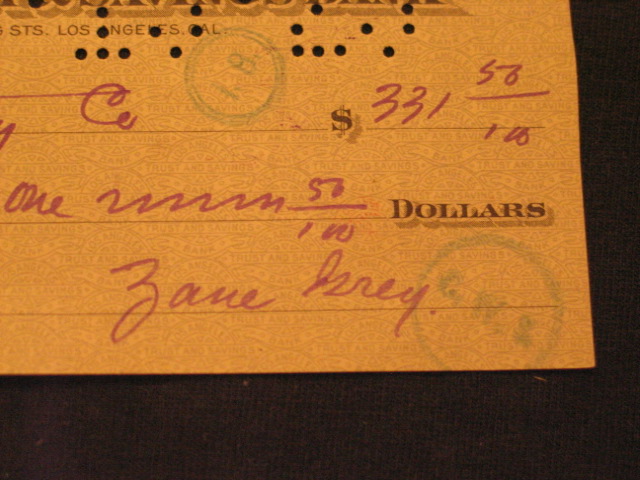 STS. LOS ANGELES, CAL.
I. B.
Co $ 331 50/100
one 50/100 DOLLARS
Zane Grey.